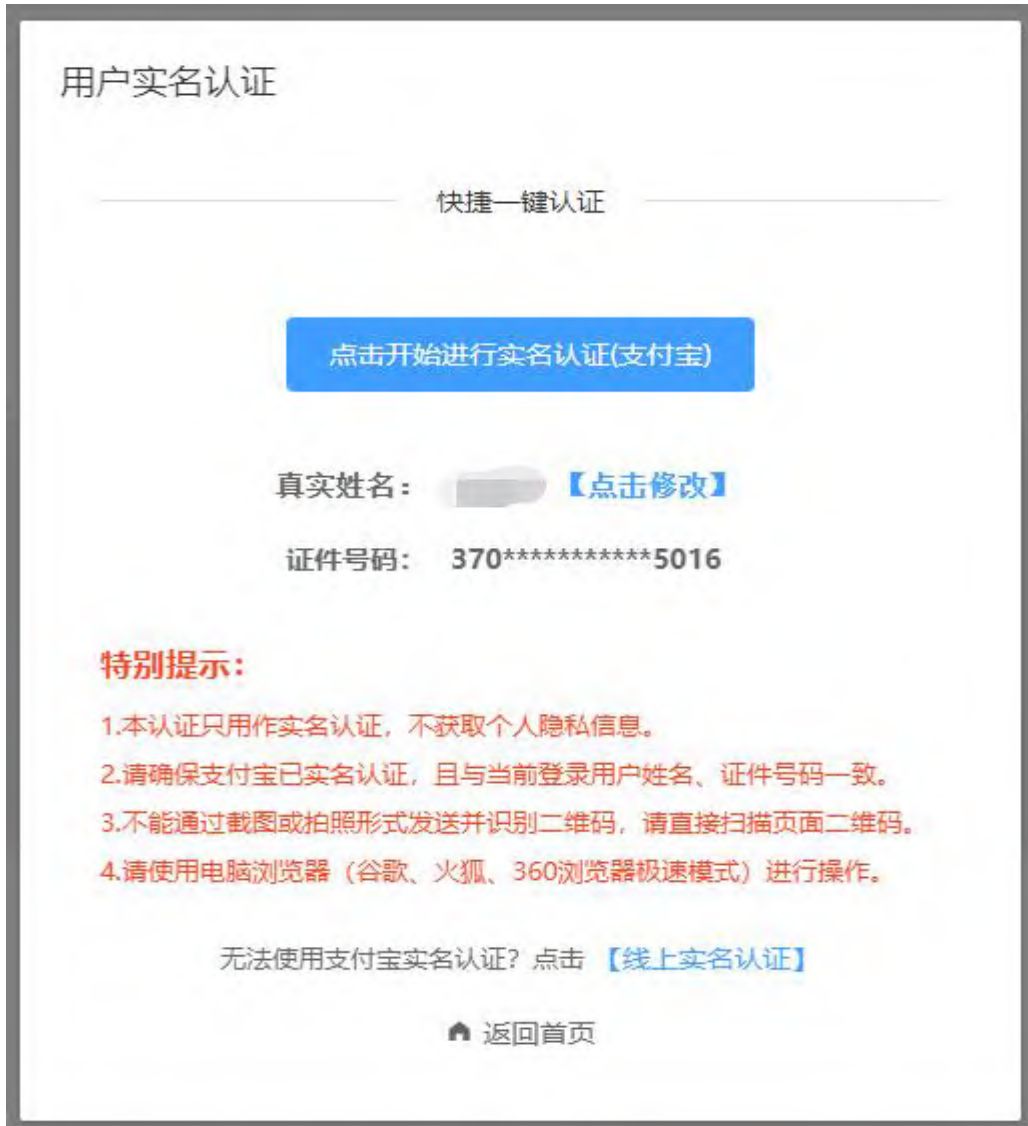 用户实名认证
快捷一键认证
点击开始进行实名认证(支付宝)
真实姓名： 【点击修改】
证件号码： 370***********5016
特别提示：
1.本认证只用作实名认证，不获取个人隐私信息。
2.请确保支付宝已实名认证，且与当前登录用户姓名、证件号码一致。
3.不能通过截图或拍照形式发送并识别二维码，请直接扫描页面二维码。
4.请使用电脑浏览器（谷歌、火狐、360浏览器极速模式）进行操作。
无法使用支付宝实名认证？点击 【线上实名认证】
返回首页